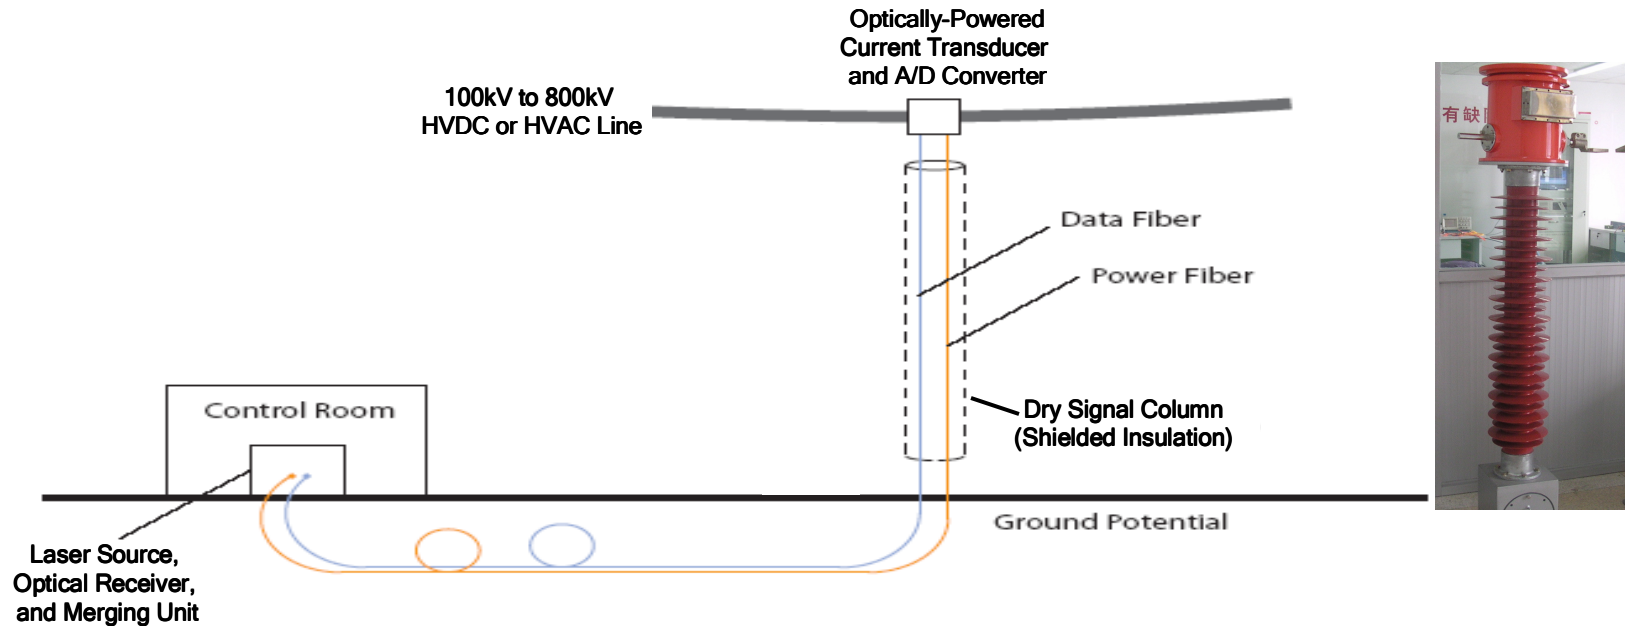 Optically-Powered
Current Transducer
and A/D Converter
100kV to 800kV
HVDC or HVAC Line
Data Fiber
Power Fiber
Dry Signal Column
(Shielded Insulation)
Control Room
Ground Potential
Laser Source,
Optical Receiver,
and Merging Unit
有缺